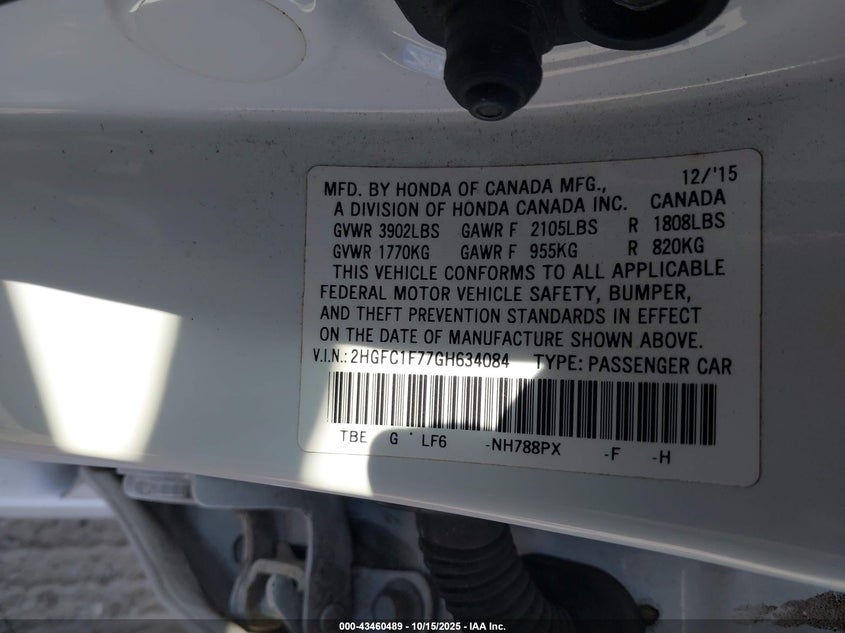 12/'15
MFD. BY HONDA OF CANADA MFG.,
A DIVISION OF HONDA CANADA INC. CANADA
GVWR 3902LBS GAWR F 2105LBS R 1808LBS
GVWR 1770KG GAWR F 955KG R 820KG
THIS VEHICLE CONFORMS TO ALL APPLICABLE
FEDERAL MOTOR VEHICLE SAFETY, BUMPER,
AND THEFT PREVENTION STANDARDS IN EFFECT
ON THE DATE OF MANUFACTURE SHOWN ABOVE.
V.I.N.: 2HGFC1F77GH634084 TYPE: PASSENGER CAR
TBE G LF6 -NH788PX -F -H
000-43460489 - 10/15/2025 - IAA Inc.